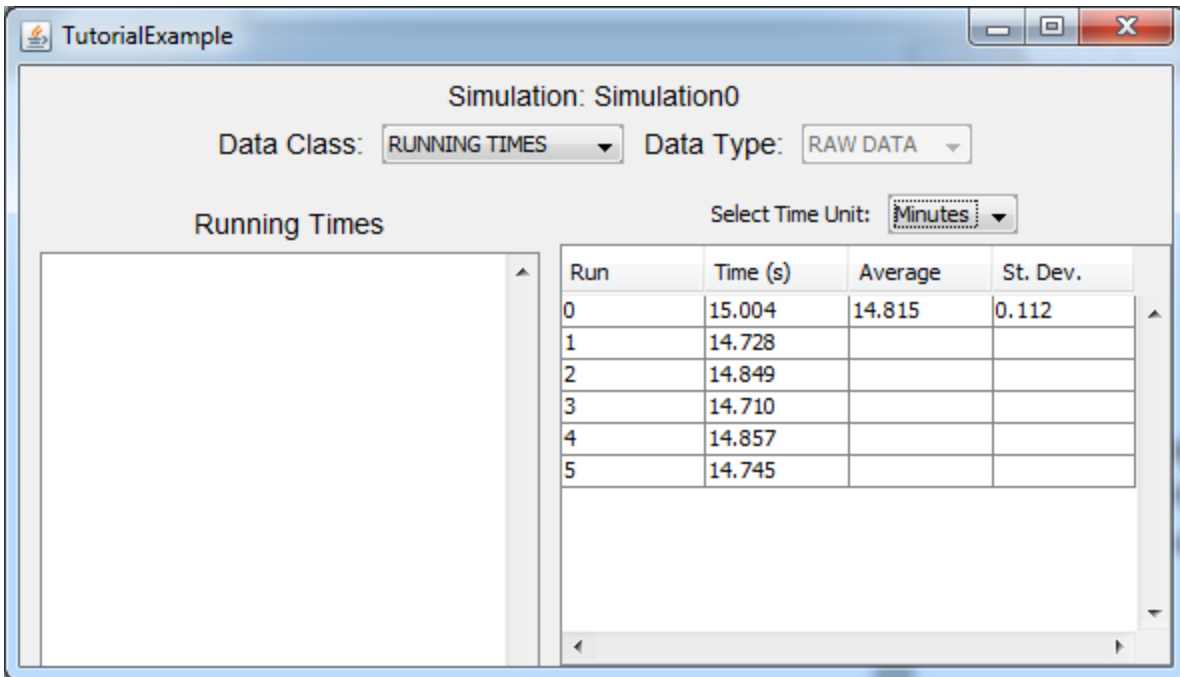 TutorialExample
Simulation: Simulation0
Data Class: RUNNING TIMES Data Type: RAW DATA
Running Times
Select Time Unit: Minutes
Run Time (s) Average St. Dev.
0 15.004 14.815 0.112
1 14.728
2 14.849
3 14.710
4 14.857
5 14.745